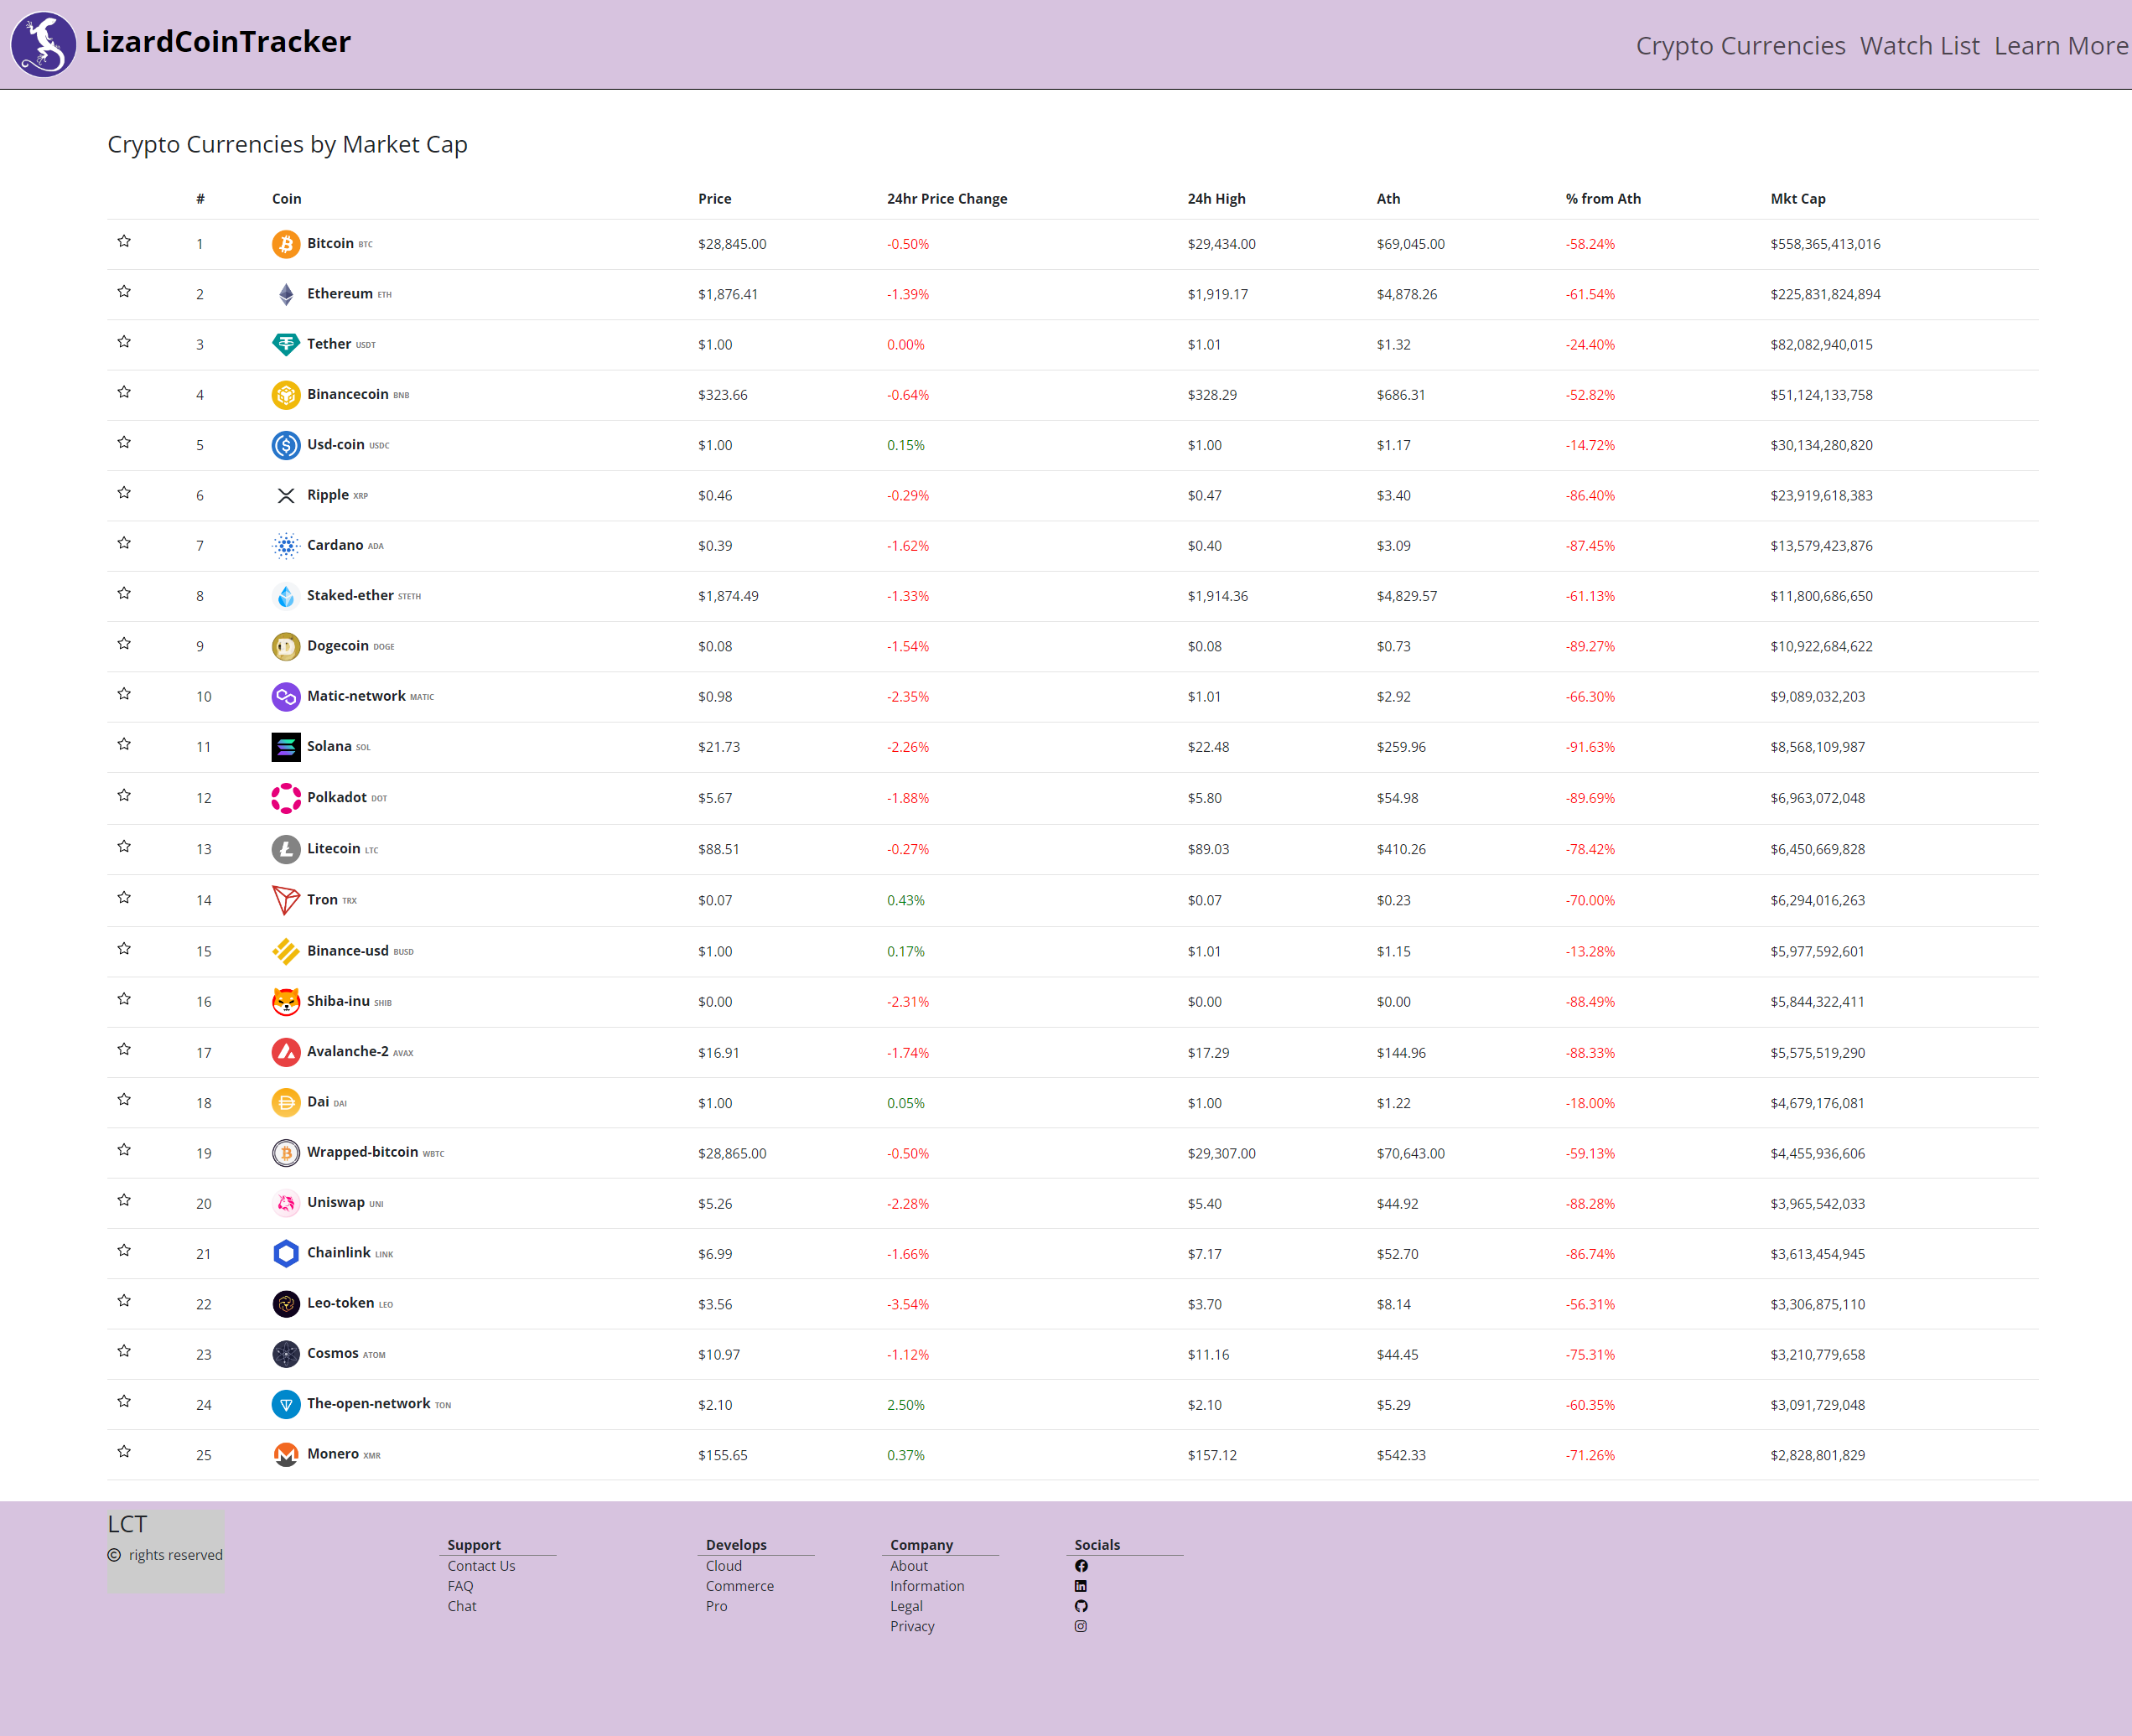 LizardCoinTracker
Crypto Currencies Watch List Learn More
Crypto Currencies by Market Cap
# Coin Price 24hr Price Change 24h High Ath % from Ath Mkt Cap
1 Bitcoin BTC $28,845.00 -0.50% $29,434.00 $69,045.00 -58.24% $558,365,413,016
2 Ethereum ETH $1,876.41 -1.39% $1,919.17 $4,878.26 -61.54% $225,831,824,894
3 Tether USDT $1.00 0.00% $1.01 $1.32 -24.40% $82,082,940,015
4 Binancecoin BNB $323.66 -0.64% $328.29 $686.31 -52.82% $51,124,133,758
5 Usd-coin USDC $1.00 0.15% $1.00 $1.17 -14.72% $30,134,280,820
6 Ripple XRP $0.46 -0.29% $0.47 $3.40 -86.40% $23,919,618,383
7 Cardano ADA $0.39 -1.62% $0.40 $3.09 -87.45% $13,579,423,876
8 Staked-ether STETH $1,874.49 -1.33% $1,914.36 $4,829.57 -61.13% $11,800,686,650
9 Dogecoin DOGE $0.08 -1.54% $0.08 $0.73 -89.27% $10,922,684,622
10 Matic-network MATIC $0.98 -2.35% $1.01 $2.92 -66.30% $9,089,032,203
11 Solana SOL $21.73 -2.26% $22.48 $259.96 -91.63% $8,568,109,987
12 Polkadot DOT $5.67 -1.88% $5.80 $54.98 -89.69% $6,963,072,048
13 Litecoin LTC $88.51 -0.27% $89.03 $410.26 -78.42% $6,450,669,828
14 Tron TRX $0.07 0.43% $0.07 $0.23 -70.00% $6,294,016,263
15 Binance-usd BUSD $1.00 0.17% $1.01 $1.15 -13.28% $5,977,592,601
16 Shiba-inu SHIB $0.00 -2.31% $0.00 $0.00 -88.49% $5,844,322,411
17 Avalanche-2 AVAX $16.91 -1.74% $17.29 $144.96 -88.33% $5,575,519,290
18 Dai DAI $1.00 0.05% $1.00 $1.22 -18.00% $4,679,176,081
19 Wrapped-bitcoin WBTC $28,865.00 -0.50% $29,307.00 $70,643.00 -59.13% $4,455,936,606
20 Uniswap UNI $5.26 -2.28% $5.40 $44.92 -88.28% $3,965,542,033
21 Chainlink LINK $6.99 -1.66% $7.17 $52.70 -86.74% $3,613,454,945
22 Leo-token LEO $3.56 -3.54% $3.70 $8.14 -56.31% $3,306,875,110
23 Cosmos ATOM $10.97 -1.12% $11.16 $44.45 -75.31% $3,210,779,658
24 The-open-network TON $2.10 2.50% $2.10 $5.29 -60.35% $3,091,729,048
25 Monero XMR $155.65 0.37% $157.12 $542.33 -71.26% $2,828,801,829
LCT
© rights reserved
Support
Contact Us
FAQ
Chat
Develops
Cloud
Commerce
Pro
Company
About
Information
Legal
Privacy
Socials